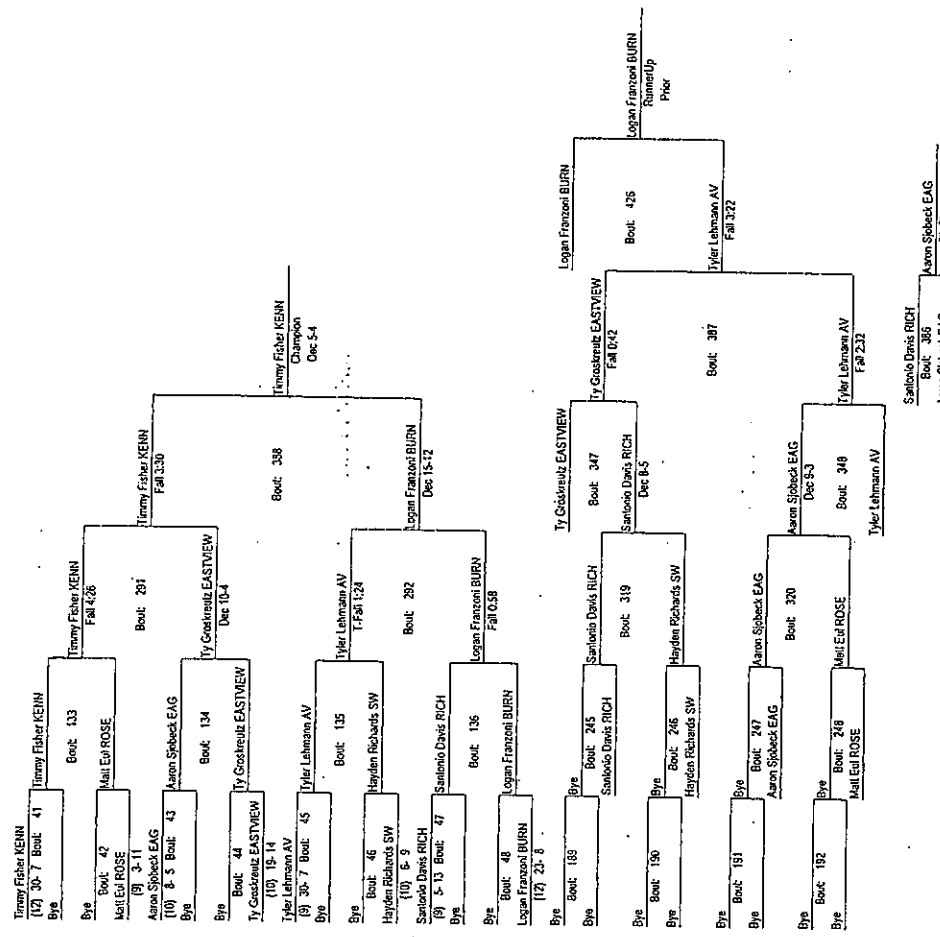 Timmy Fisher KENN
(12) 30- 7 Bout: 41
Bye
Timmy Fisher KENN
Bout: 133
Bye
Bout: 42
Matt Eul ROSE
(9) 3-11
Matt Eul ROSE
Timmy Fisher KENN
Fall 4:26
Bout: 291
Aaron Sjobeck EAG
(10) 8- 5 Bout: 43
Bye
Aaron Sjobeck EAG
Bout: 134
Bye
Bout: 44
Ty Groskreutz EASTVIEW
(10) 19- 14
Ty Groskreutz EASTVIEW
Ty Groskreutz EASTVIEW
Dec 10-4
Timmy Fisher KENN
Fall 3:30
Bout: 388
Tyler Lehmann AV
(9) 30- 7 Bout: 45
Bye
Tyler Lehmann AV
Bout: 135
Bye
Bout: 46
Hayden Richards SW
(10) 6- 9
Hayden Richards SW
Tyler Lehmann AV
T-Fall 1:24
Bout: 292
Santonio Davis RICH
(9) 5-13 Bout: 47
Bye
Santonio Davis RICH
Bout: 136
Bye
Bout: 48
Logan Franzoni BURN
(12) 23- 8
Logan Franzoni BURN
Logan Franzoni BURN
Fall 0:58
Logan Franzoni BURN
Dec 15-12
Timmy Fisher KENN
Champion
Dec 5-4
Bye
Bout: 189
Bye
Bye
Bout: 245
Santonio Davis RICH
Santonio Davis RICH
Bout: 319
Bye
Bout: 190
Bye
Bye
Bout: 246
Hayden Richards SW
Hayden Richards SW
Ty Groskreutz EASTVIEW
Bout: 347
Santonio Davis RICH
Dec 8-5
Ty Groskreutz EASTVIEW
Fall 0:42
Bout: 387
Bye
Bout: 191
Bye
Bye
Bout: 247
Aaron Sjobeck EAG
Aaron Sjobeck EAG
Bout: 320
Bye
Bout: 192
Bye
Bye
Bout: 248
Matt Eul ROSE
Matt Eul ROSE
Aaron Sjobeck EAG
Dec 9-3
Bout: 348
Tyler Lehmann AV
Tyler Lehmann AV
Fall 2:32
Logan Franzoni BURN
Bout: 426
Tyler Lehmann AV
Fall 3:22
Logan Franzoni BURN
RunnerUp
Prior
Santonio Davis RICH
Bout: 386
Aaron Sjobeck EAG